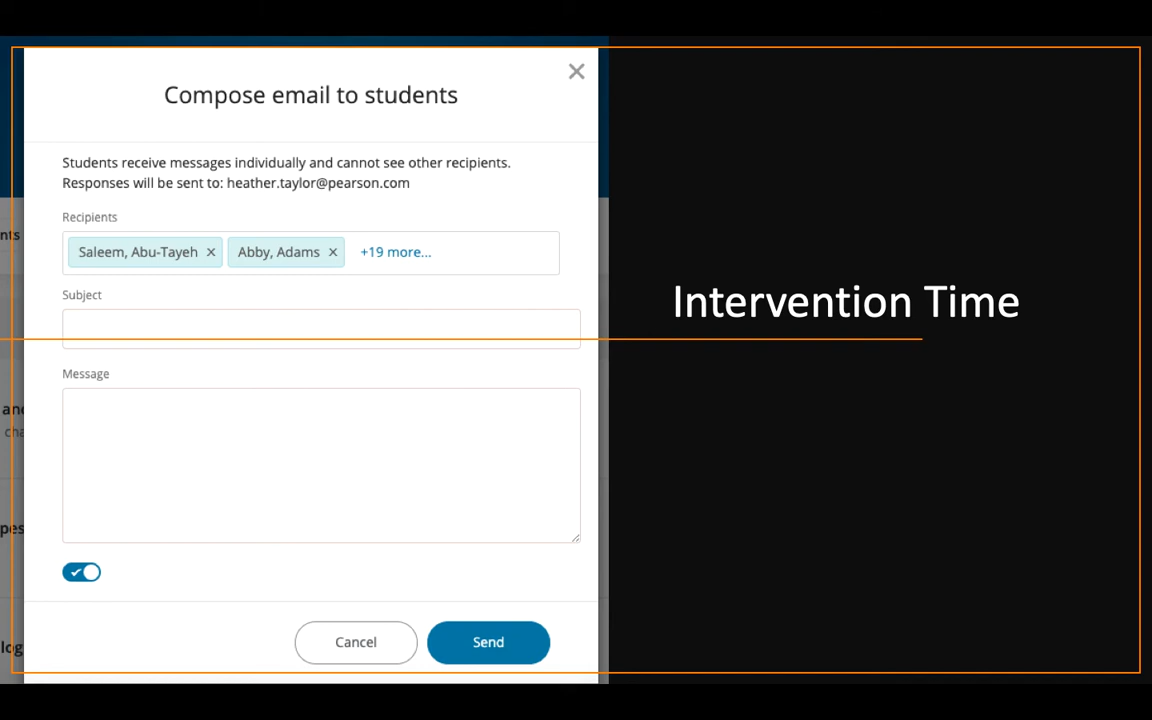 Compose email to students
Students receive messages individually and cannot see other recipients.
Responses will be sent to: heather.taylor@pearson.com
Recipients
Saleem, Abu-Tayeh
Abby, Adams
+19 more...
Subject
Message
Cancel
Send
Intervention Time